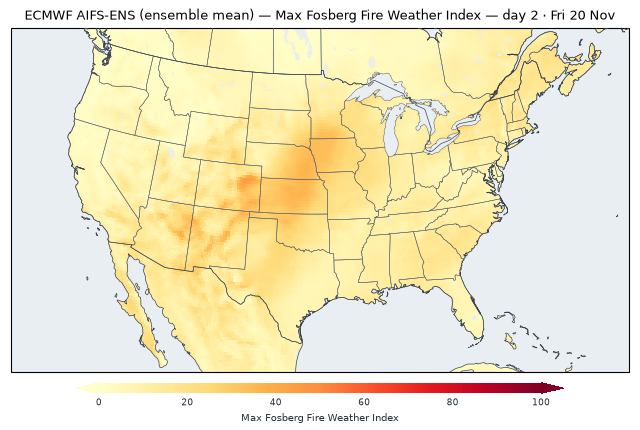 ECMWF AIFS-ENS (ensemble mean) — Max Fosberg Fire Weather Index — day 2 · Fri 20 Nov
0 20 40 60 80 100
Max Fosberg Fire Weather Index